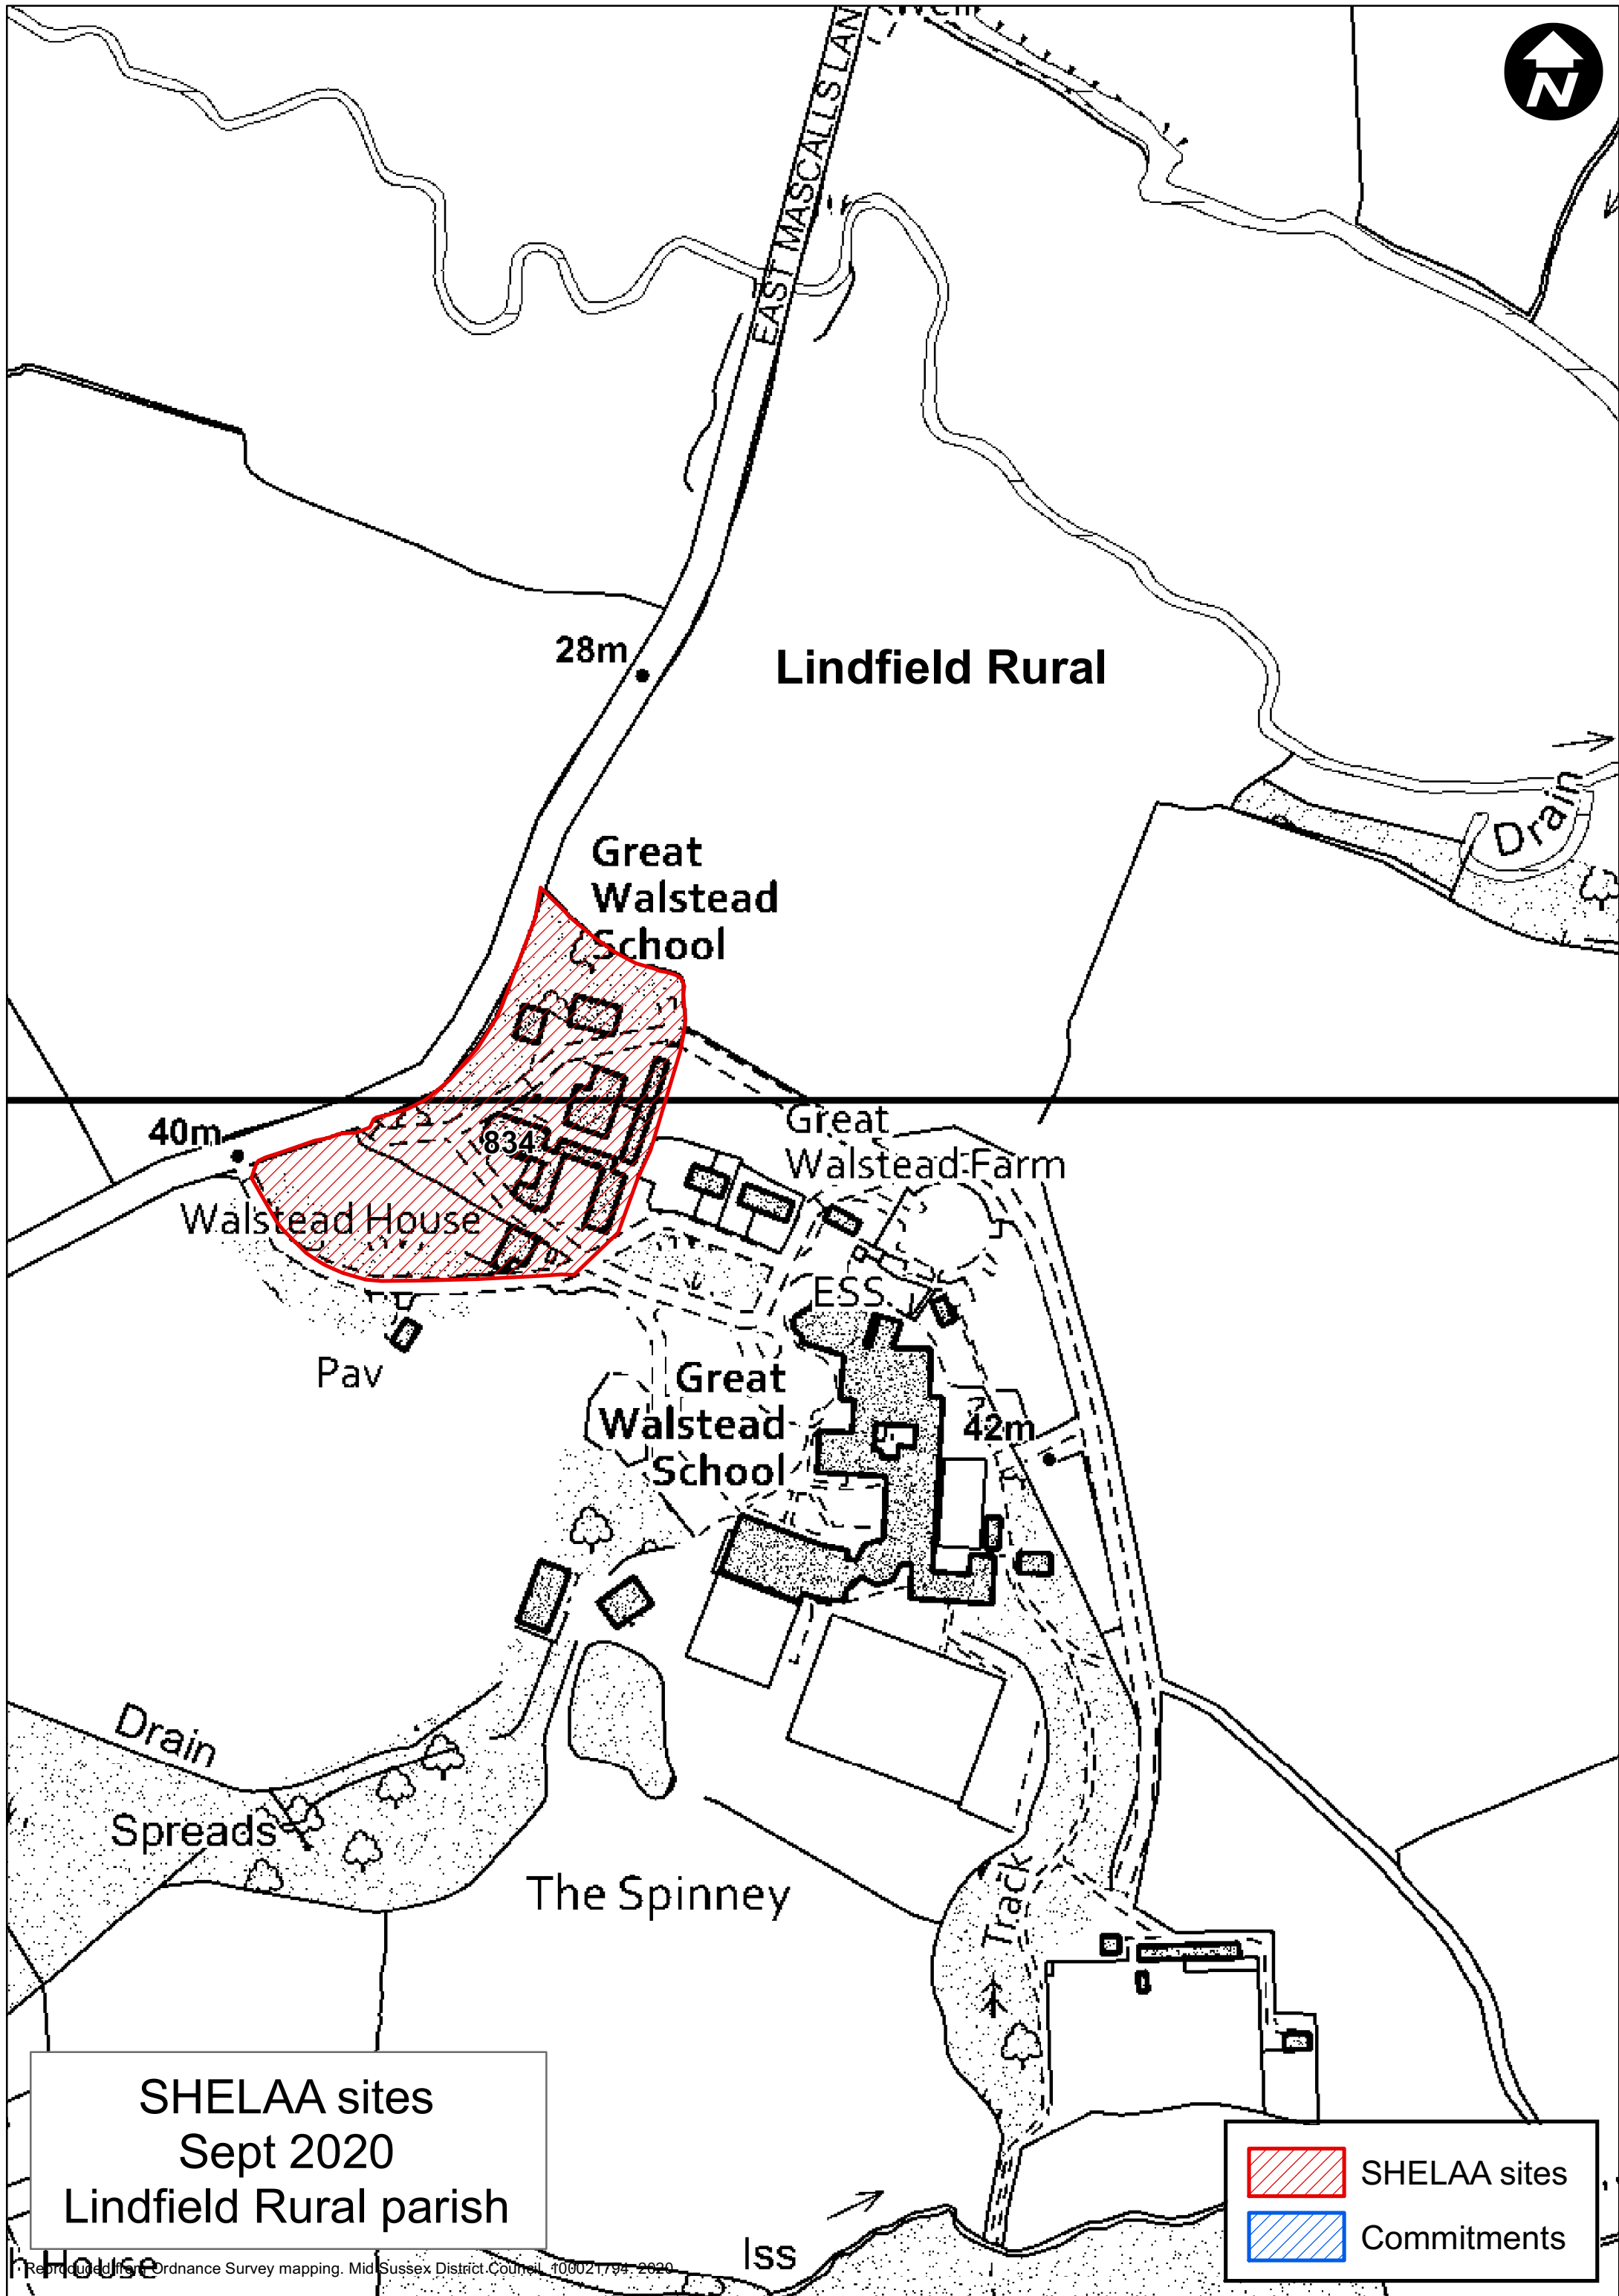 N
EAST MASCALLS LAN
28m
Lindfield Rural
Drain
Great
Walstead
School
40m
834
Great
Walstead Farm
Walstead House
ESS
Pav
Great
Walstead
School
42m
Drain
Spreads
The Spinney
Track
SHELAA sites
Sept 2020
Lindfield Rural parish
SHELAA sites
Commitments
Iss
House
Reproduced from Ordnance Survey mapping. Mid Sussex District Council. 100021794. 2020